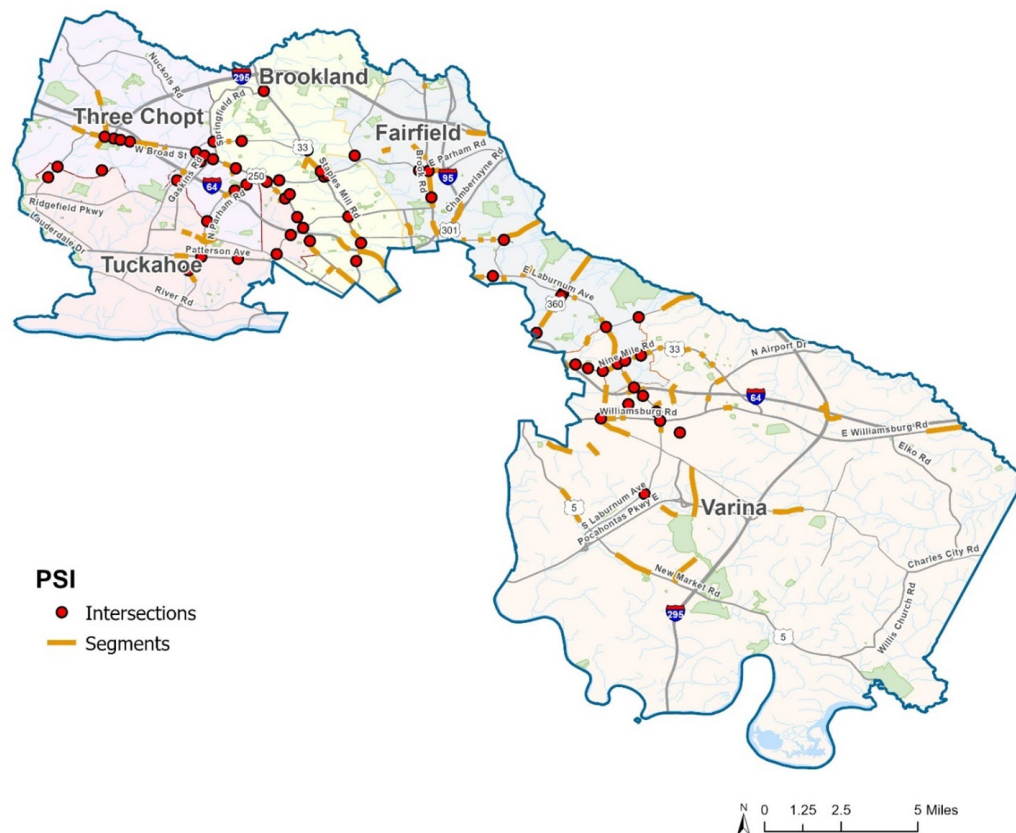 295
Brookland
Nuckols Rd
Springfield Rd
Three Chopt
Fairfield
33
W Broad St
Parham Rd
Staples Mill Rd
Brook Rd
95
Gaskins Rd
250
64
Chamberlayne Rd
Ridgefield Pkwy
N Parham Rd
Lauderdale Dr
301
Patterson Ave
Tuckahoe
E Laburnum Ave
River Rd
360
Nine Mile Rd
33
N Airport Dr
64
Williamsburg Rd
E Williamsburg Rd
Elko Rd
S Laburnum Ave
5
Pocahontas Pkwy E
Varina
Charles City Rd
New Market Rd
PSI
Intersections
295
Willis Church Rd
Segments
5
N
0 1.25 2.5 5 Miles